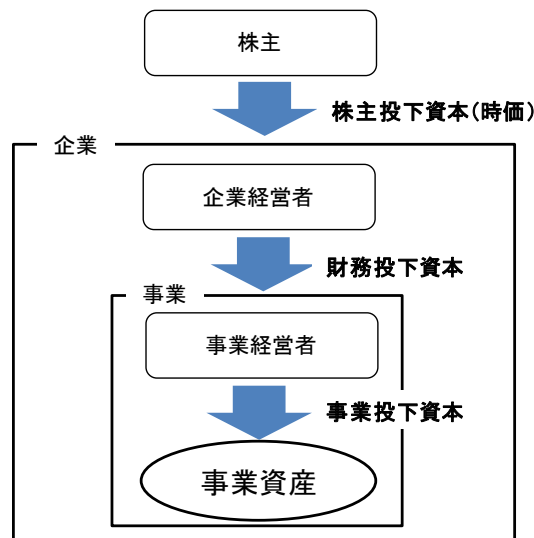 株主
株主投下資本(時価)
企業
企業経営者
財務投下資本
事業
事業経営者
事業投下資本
事業資産